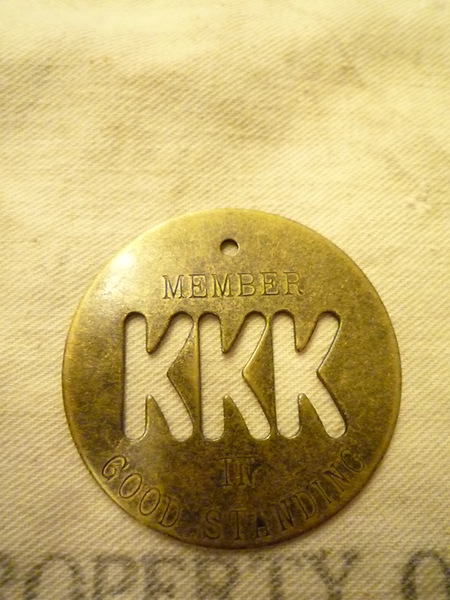 MEMBER
KKK
IN
GOOD STANDING
PROPERTY O